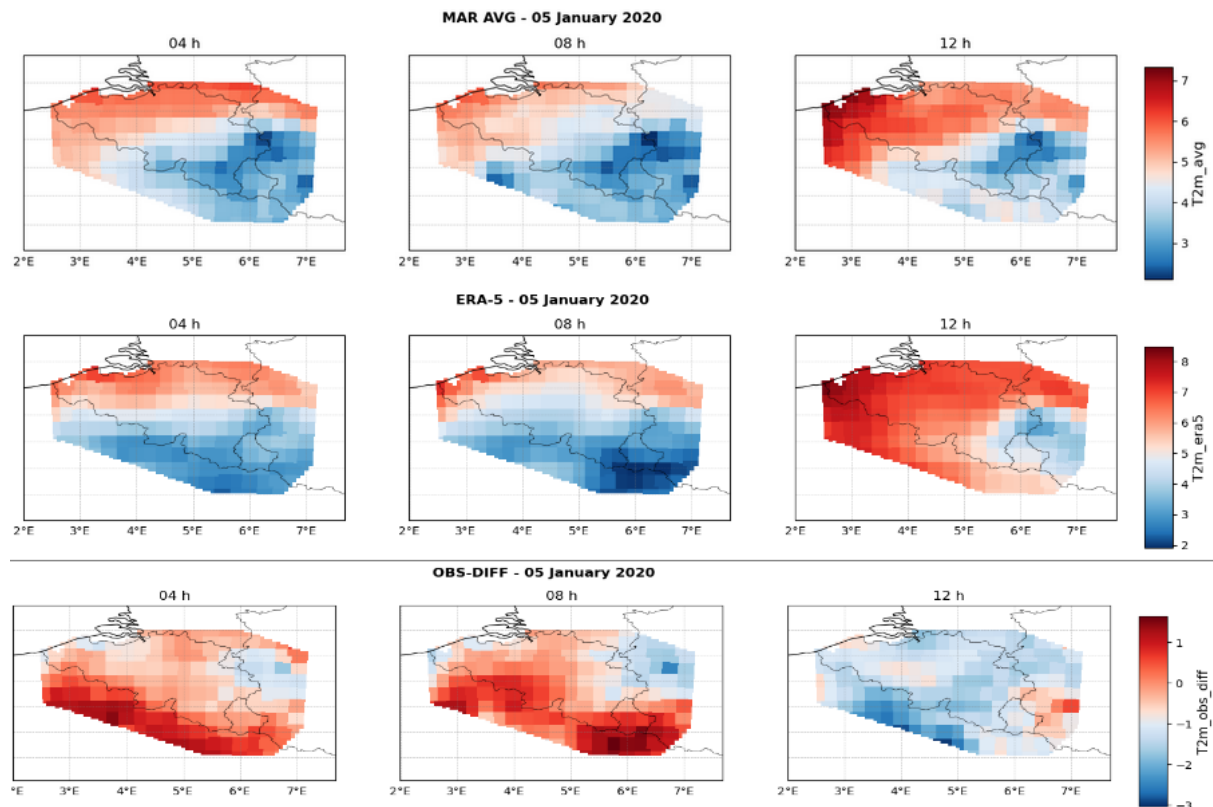 MAR AVG - 05 January 2020
04 h
08 h
12 h
7
6
5
4
3
T2m_avg
2°E 3°E 4°E 5°E 6°E 7°E
2°E 3°E 4°E 5°E 6°E 7°E
2°E 3°E 4°E 5°E 6°E 7°E
ERA-5 - 05 January 2020
04 h
08 h
12 h
8
7
6
5
4
3
2
T2m_era5
2°E 3°E 4°E 5°E 6°E 7°E
2°E 3°E 4°E 5°E 6°E 7°E
2°E 3°E 4°E 5°E 6°E 7°E
OBS-DIFF - 05 January 2020
04 h
08 h
12 h
1
0
−1
−2
−3
T2m_obs_diff
°E 3°E 4°E 5°E 6°E 7°E
2°E 3°E 4°E 5°E 6°E 7°E
2°E 3°E 4°E 5°E 6°E 7°E